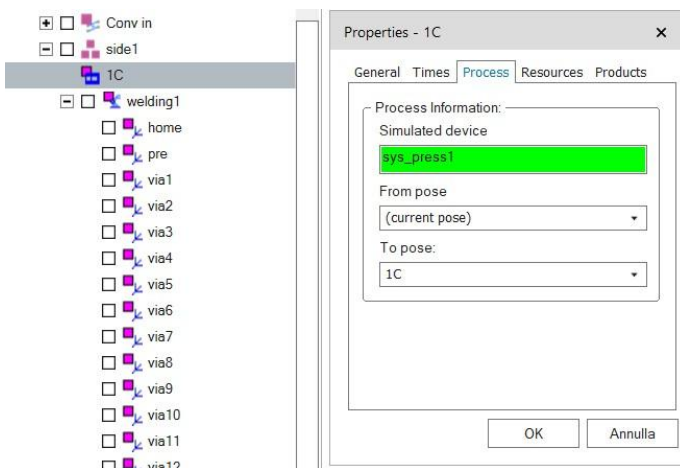 Conv in
side1
1C
welding1
home
pre
via1
via2
via3
via4
via5
via6
via7
via8
via9
via10
via11
via12
Properties - 1C
General Times Process Resources Products
Process Information:
Simulated device
sys_press1
From pose
(current pose)
To pose:
1C
OK Annulla